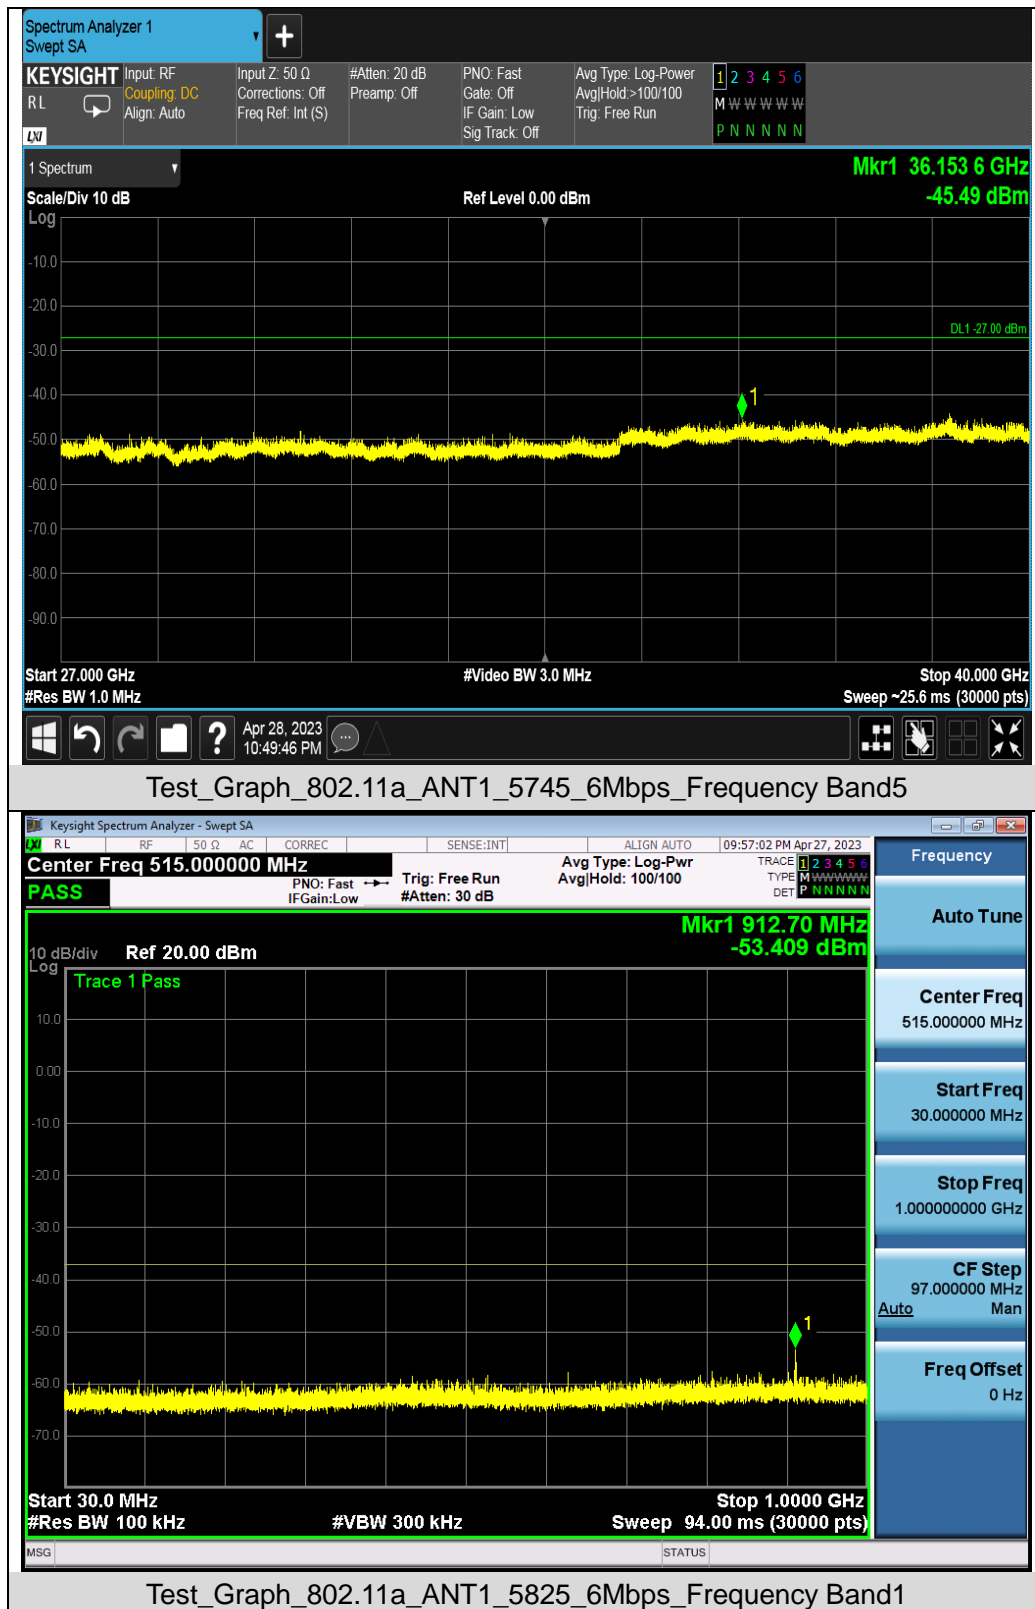 Spectrum Analyzer 1
Swept SA
+
KEYSIGHT
R L
LXI
Input: RF
Coupling: DC
Align: Auto
Input Z: 50 Ω
Corrections: Off
Freq Ref: Int (S)
#Atten: 20 dB
Preamp: Off
PNO: Fast
Gate: Off
IF Gain: Low
Sig Track: Off
Avg Type: Log-Power
Avg|Hold:>100/100
Trig: Free Run
1 2 3 4 5 6
M W W W W W
P N N N N N
1 Spectrum
Mkr1 36.153 6 GHz
Scale/Div 10 dB
Ref Level 0.00 dBm
-45.49 dBm
Log
-10.0
-20.0
DL1 -27.00 dBm
-30.0
-40.0
1
-50.0
-60.0
-70.0
-80.0
-90.0
Start 27.000 GHz
#Video BW 3.0 MHz
Stop 40.000 GHz
#Res BW 1.0 MHz
Sweep ~25.6 ms (30000 pts)
?
Apr 28, 2023
10:49:46 PM
Test_Graph_802.11a_ANT1_5745_6Mbps_Frequency Band5
Keysight Spectrum Analyzer - Swept SA
LXI RL RF 50 Ω AC CORREC SENSE:INT ALIGN AUTO 09:57:02 PM Apr 27, 2023
Center Freq 515.000000 MHz
PASS
PNO: Fast
IFGain:Low
Trig: Free Run
#Atten: 30 dB
Avg Type: Log-Pwr
Avg|Hold: 100/100
TRACE 1 2 3 4 5 6
TYPE M W W W W W
DET P N N N N N
Frequency
Mkr1 912.70 MHz
-53.409 dBm
10 dB/div
Ref 20.00 dBm
Log
Trace 1 Pass
10.0
0.00
-10.0
-20.0
-30.0
-40.0
-50.0
1
-60.0
-70.0
Start 30.0 MHz
Stop 1.0000 GHz
#Res BW 100 kHz
#VBW 300 kHz
Sweep 94.00 ms (30000 pts)
Auto Tune
Center Freq
515.000000 MHz
Start Freq
30.000000 MHz
Stop Freq
1.000000000 GHz
CF Step
97.000000 MHz
Auto Man
Freq Offset
0 Hz
MSG
STATUS
Test_Graph_802.11a_ANT1_5825_6Mbps_Frequency Band1